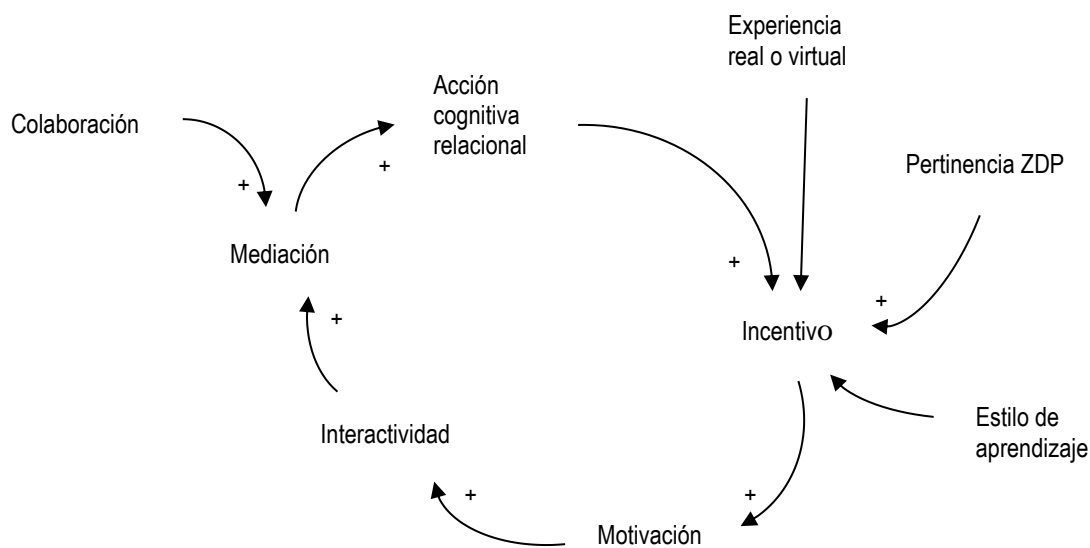 Experiencia
real o virtual
Acción
cognitiva
relacional
Colaboración
+
+
Pertinencia ZDP
Mediación
+
+
+
Incentivo
Interactividad
Estilo de
aprendizaje
+
+
Motivación